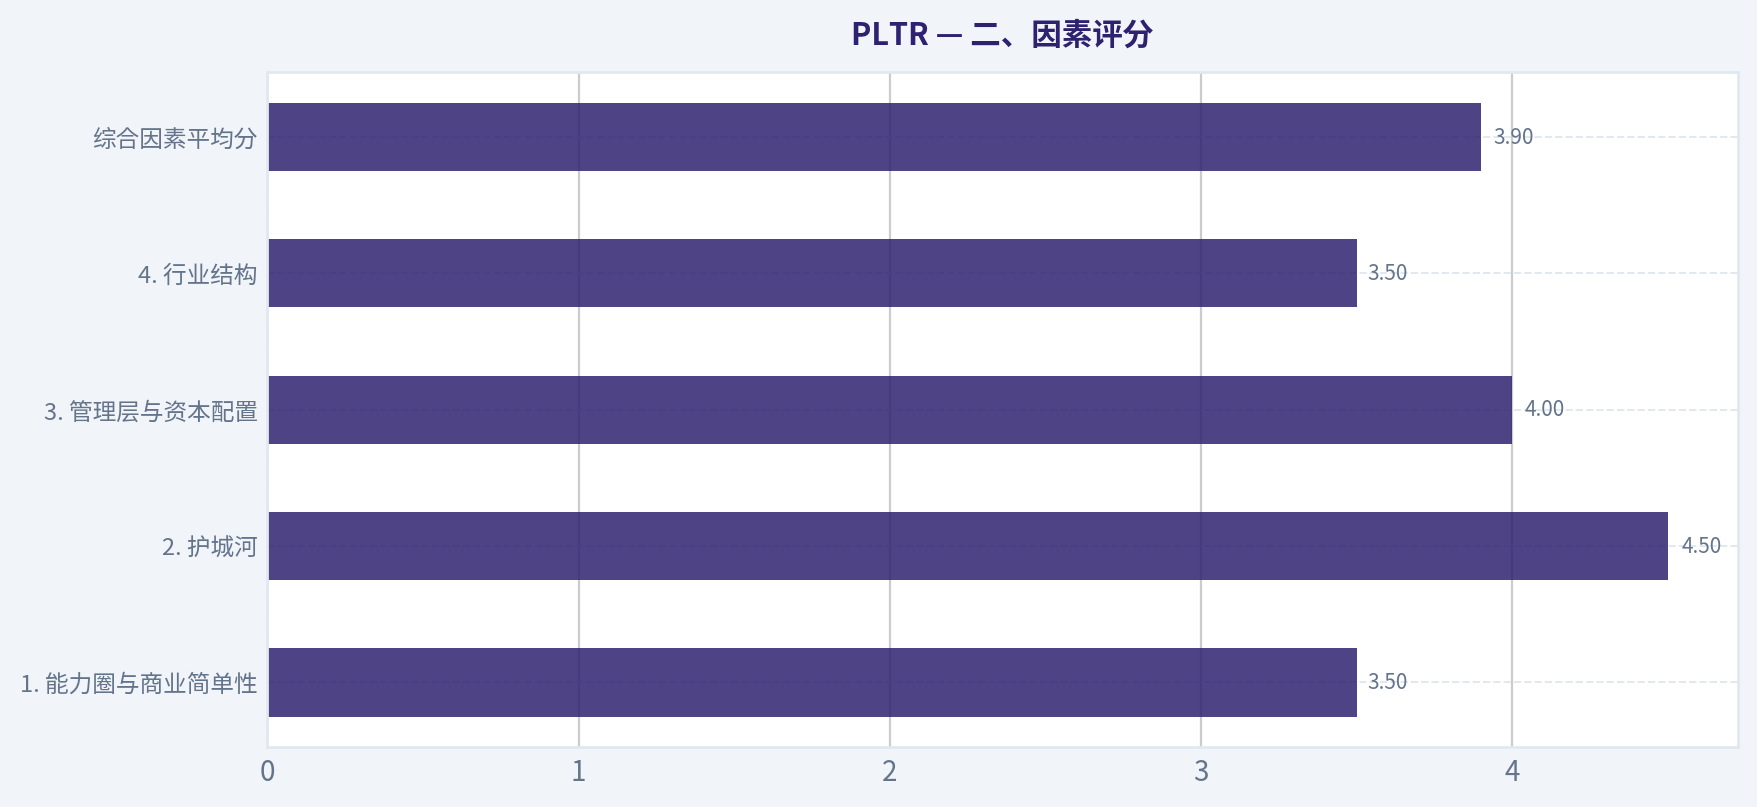 PLTR — 二、因素评分
综合因素平均分
3.90
4. 行业结构
3.50
3. 管理层与资本配置
4.00
2. 护城河
4.50
1. 能力圈与商业简单性
3.50
0 1 2 3 4